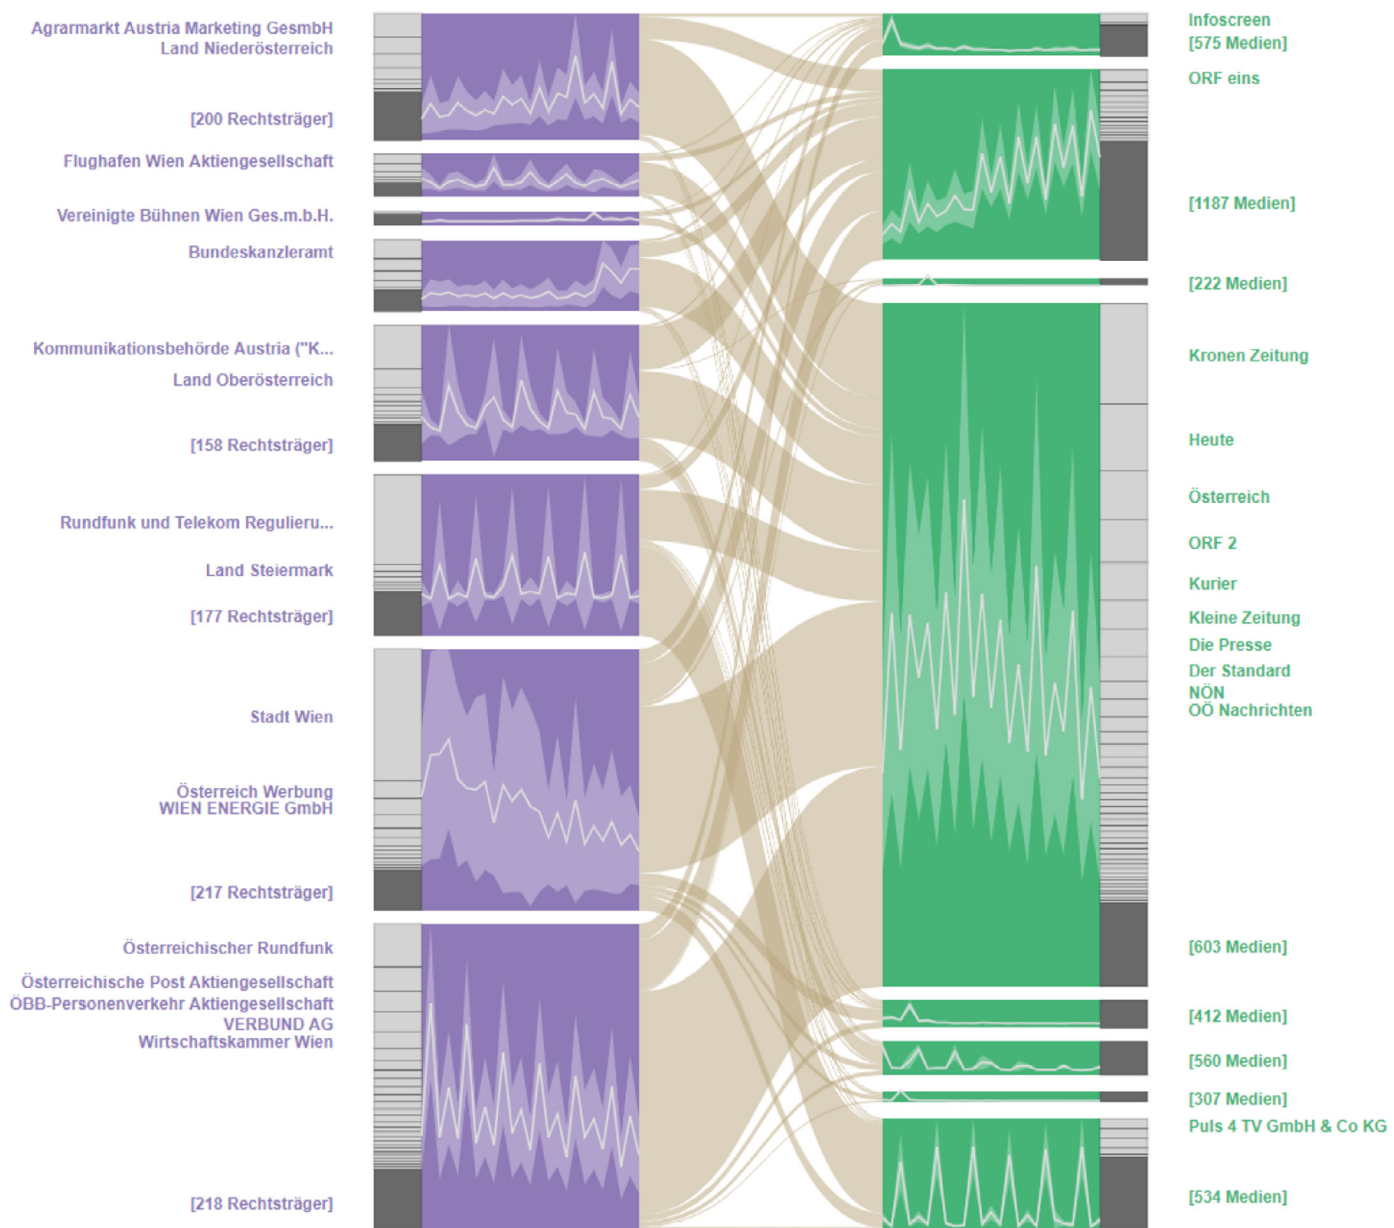 Agrarmarkt Austria Marketing GesmbH
Land Niederösterreich
[200 Rechtsträger]
Flughafen Wien Aktiengesellschaft
Vereinigte Bühnen Wien Ges.m.b.H.
Bundeskanzleramt
Kommunikationsbehörde Austria ("K...
Land Oberösterreich
[158 Rechtsträger]
Rundfunk und Telekom Regulieru...
Land Steiermark
[177 Rechtsträger]
Stadt Wien
Österreich Werbung
WIEN ENERGIE GmbH
[217 Rechtsträger]
Österreichischer Rundfunk
Österreichische Post Aktiengesellschaft
ÖBB-Personenverkehr Aktiengesellschaft
VERBUND AG
Wirtschaftskammer Wien
[218 Rechtsträger]
Infoscreen
[575 Medien]
ORF eins
[1187 Medien]
[222 Medien]
Kronen Zeitung
Heute
Österreich
ORF 2
Kurier
Kleine Zeitung
Die Presse
Der Standard
NÖN
OÖ Nachrichten
[603 Medien]
[412 Medien]
[560 Medien]
[307 Medien]
Puls 4 TV GmbH & Co KG
[534 Medien]